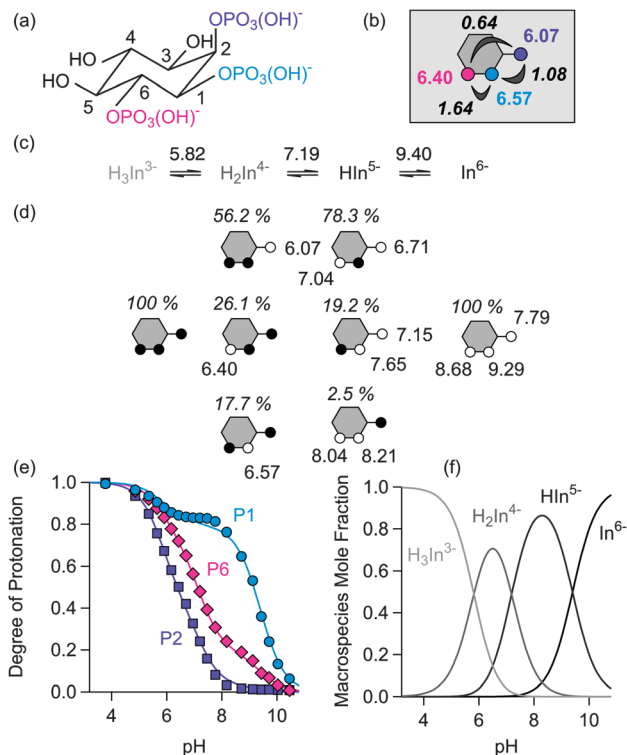 (a)
OPO3(OH)-
HO
4
HO
3
2
OPO3(OH)-
HO
5
6
1
OPO3(OH)-
(b)
0.64
6.07
6.40
1.08
6.57
1.64
(c)
5.82
7.19
9.40
H3In3-
⇌
H2In4-
⇌
HIn5-
⇌
In6-
(d)
56.2 %
78.3 %
6.07
6.71
7.04
100 %
26.1 %
19.2 %
100 %
7.79
7.15
6.40
7.65
8.68
9.29
17.7 %
2.5 %
6.57
8.04
8.21
(e)
Degree of Protonation
1.0
0.8
0.6
0.4
0.2
0.0
P1
P6
P2
4
6
8
10
pH
(f)
Macrospecies Mole Fraction
1.0
0.8
0.6
0.4
0.2
0.0
H3In3-
H2In4-
HIn5-
In6-
4
6
8
10
pH